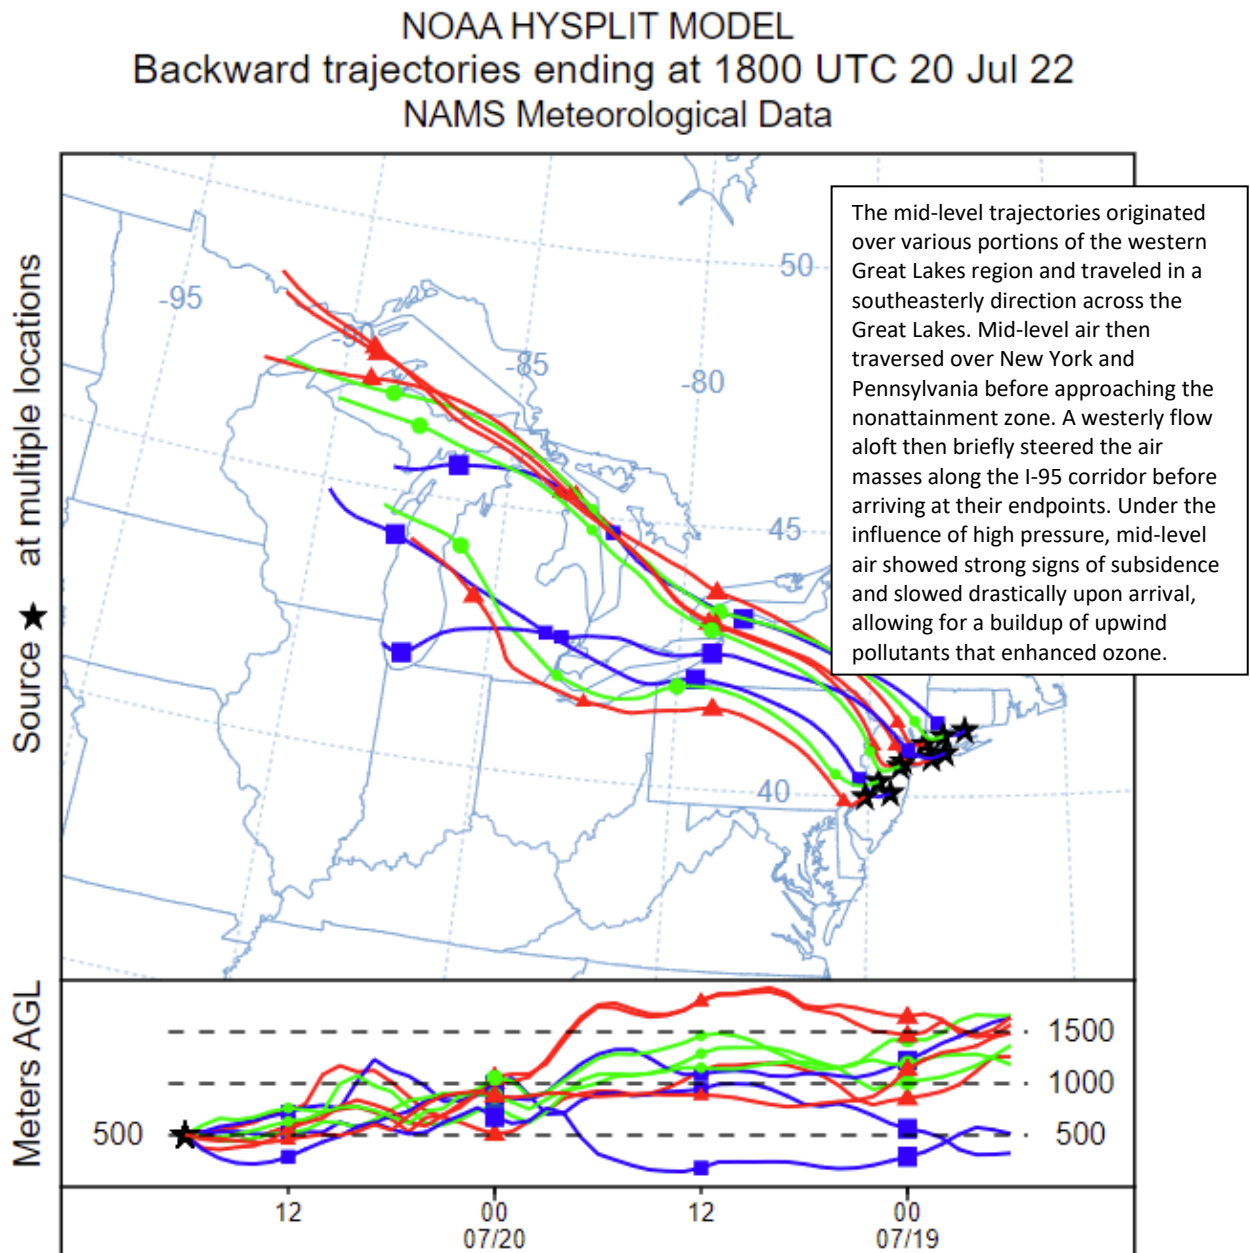 NOAA HYSPLIT MODEL
Backward trajectories ending at 1800 UTC 20 Jul 22
NAMS Meteorological Data
Source ★ at multiple locations
-95
-90
-85
-80
50
45
40
The mid-level trajectories originated
over various portions of the western
Great Lakes region and traveled in a
southeasterly direction across the
Great Lakes. Mid-level air then
traversed over New York and
Pennsylvania before approaching the
nonattainment zone. A westerly flow
aloft then briefly steered the air
masses along the I-95 corridor before
arriving at their endpoints. Under the
influence of high pressure, mid-level
air showed strong signs of subsidence
and slowed drastically upon arrival,
allowing for a buildup of upwind
pollutants that enhanced ozone.
Meters AGL
500
1500
1000
500
12 00 12 00
07/20 07/19